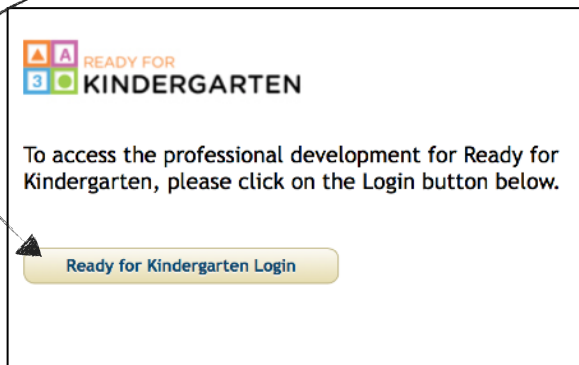 A
3
READY FOR
KINDERGARTEN
To access the professional development for Ready for
Kindergarten, please click on the Login button below.
Ready for Kindergarten Login